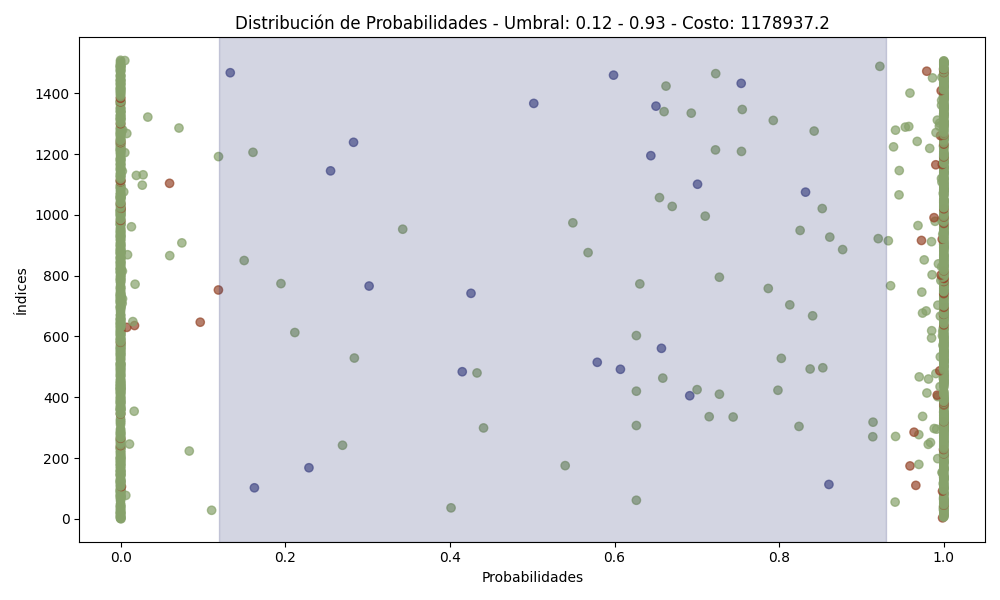 Distribución de Probabilidades - Umbral: 0.12 - 0.93 - Costo: 1178937.2
Índices
1400
1200
1000
800
600
400
200
0
0.0 0.2 0.4 0.6 0.8 1.0
Probabilidades